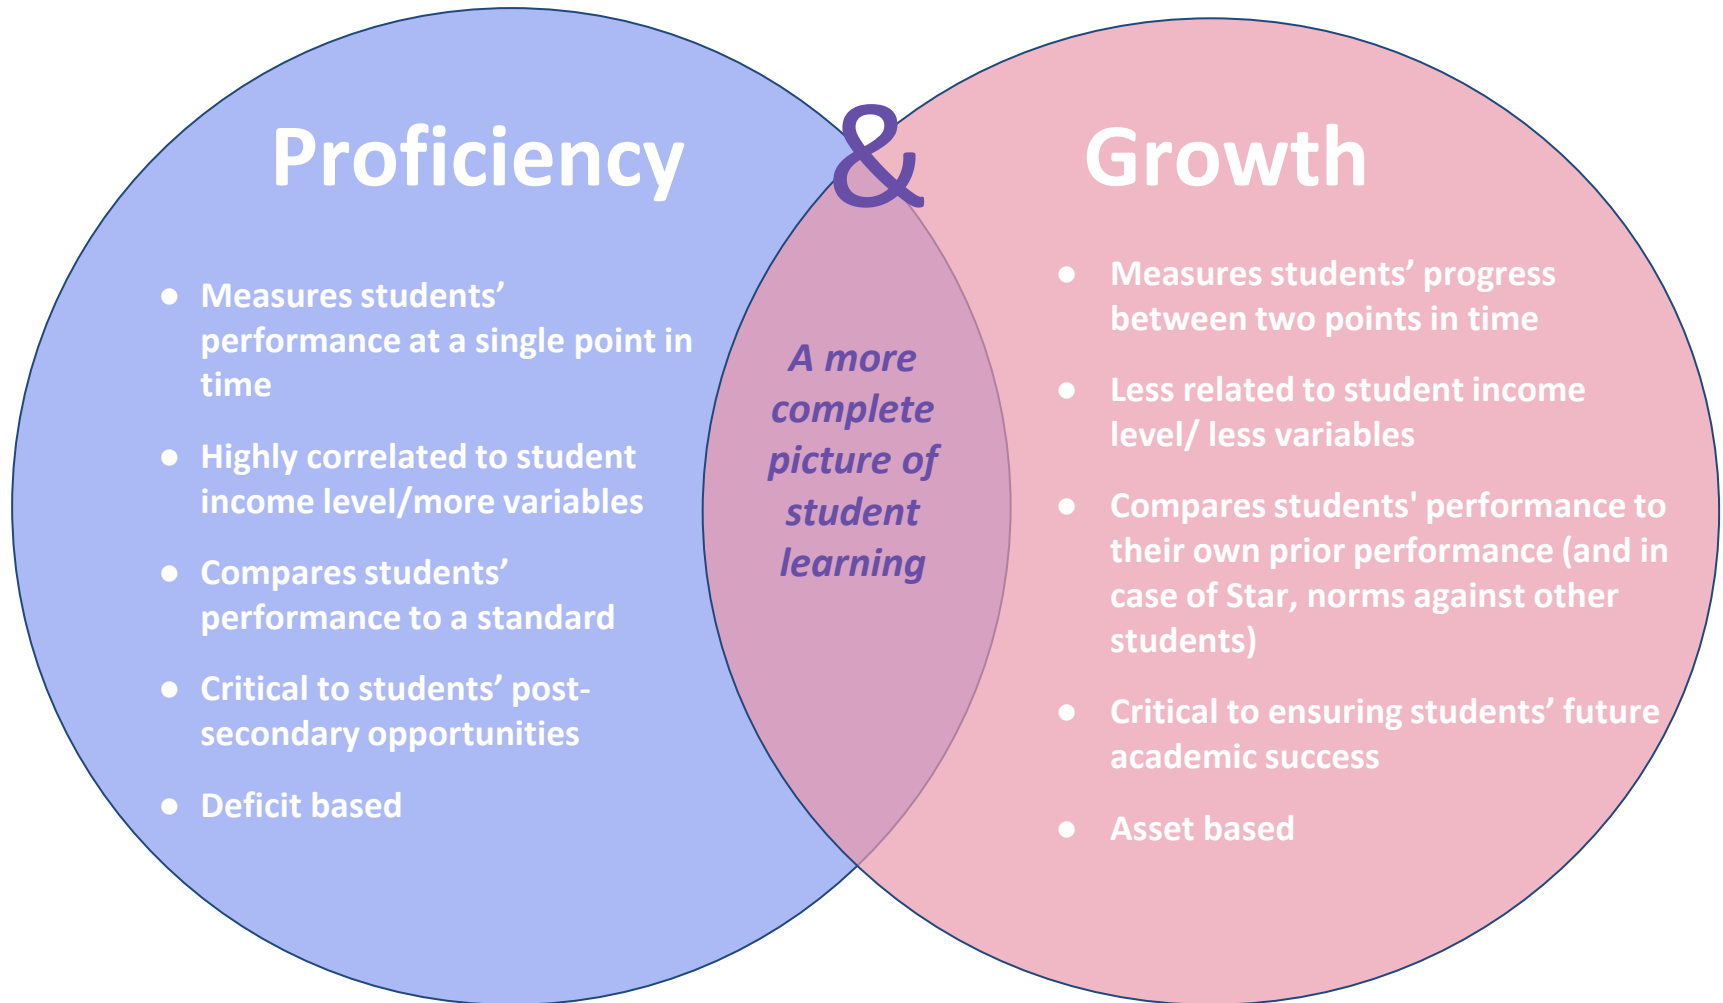 Proficiency
&
Growth
● Measures students’
performance at a single point in
time
● Highly correlated to student
income level/more variables
● Compares students’
performance to a standard
● Critical to students’ post-
secondary opportunities
● Deficit based
A more
complete
picture of
student
learning
● Measures students’ progress
between two points in time
● Less related to student income
level/ less variables
● Compares students' performance to
their own prior performance (and in
case of Star, norms against other
students)
● Critical to ensuring students’ future
academic success
● Asset based